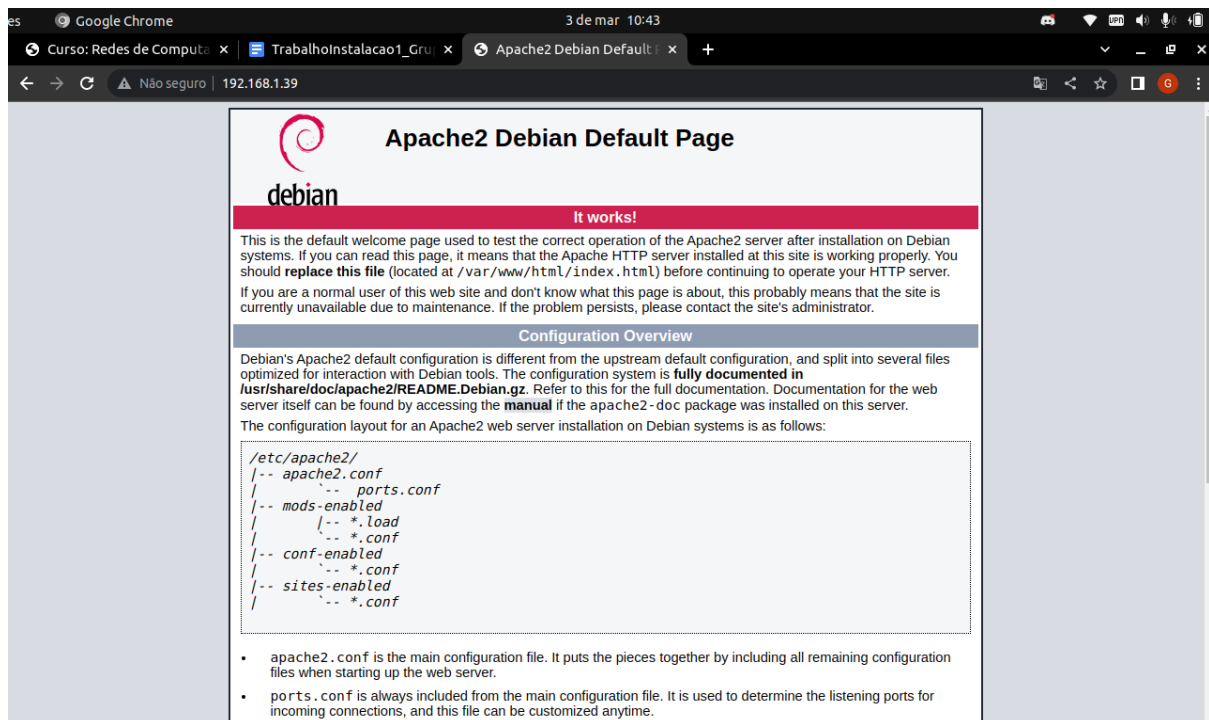 es Google Chrome 3 de mar 10:43 VPN
Curso: Redes de Computa TrabalhoInstalacao1_Gru Apache2 Debian Default
Não seguro 192.168.1.39 G
Apache2 Debian Default Page
debian
It works!
This is the default welcome page used to test the correct operation of the Apache2 server after installation on Debian
systems. If you can read this page, it means that the Apache HTTP server installed at this site is working properly. You
should replace this file (located at /var/www/html/index.html) before continuing to operate your HTTP server.
If you are a normal user of this web site and don't know what this page is about, this probably means that the site is
currently unavailable due to maintenance. If the problem persists, please contact the site's administrator.
Configuration Overview
Debian's Apache2 default configuration is different from the upstream default configuration, and split into several files
optimized for interaction with Debian tools. The configuration system is fully documented in
/usr/share/doc/apache2/README.Debian.gz. Refer to this for the full documentation. Documentation for the web
server itself can be found by accessing the manual if the apache2-doc package was installed on this server.
The configuration layout for an Apache2 web server installation on Debian systems is as follows:
/etc/apache2/
|-- apache2.conf
|       `--  ports.conf
|-- mods-enabled
|       |-- *.load
|       `-- *.conf
|-- conf-enabled
|       `-- *.conf
|-- sites-enabled
|       `-- *.conf
• apache2.conf is the main configuration file. It puts the pieces together by including all remaining configuration
files when starting up the web server.
• ports.conf is always included from the main configuration file. It is used to determine the listening ports for
incoming connections, and this file can be customized anytime.